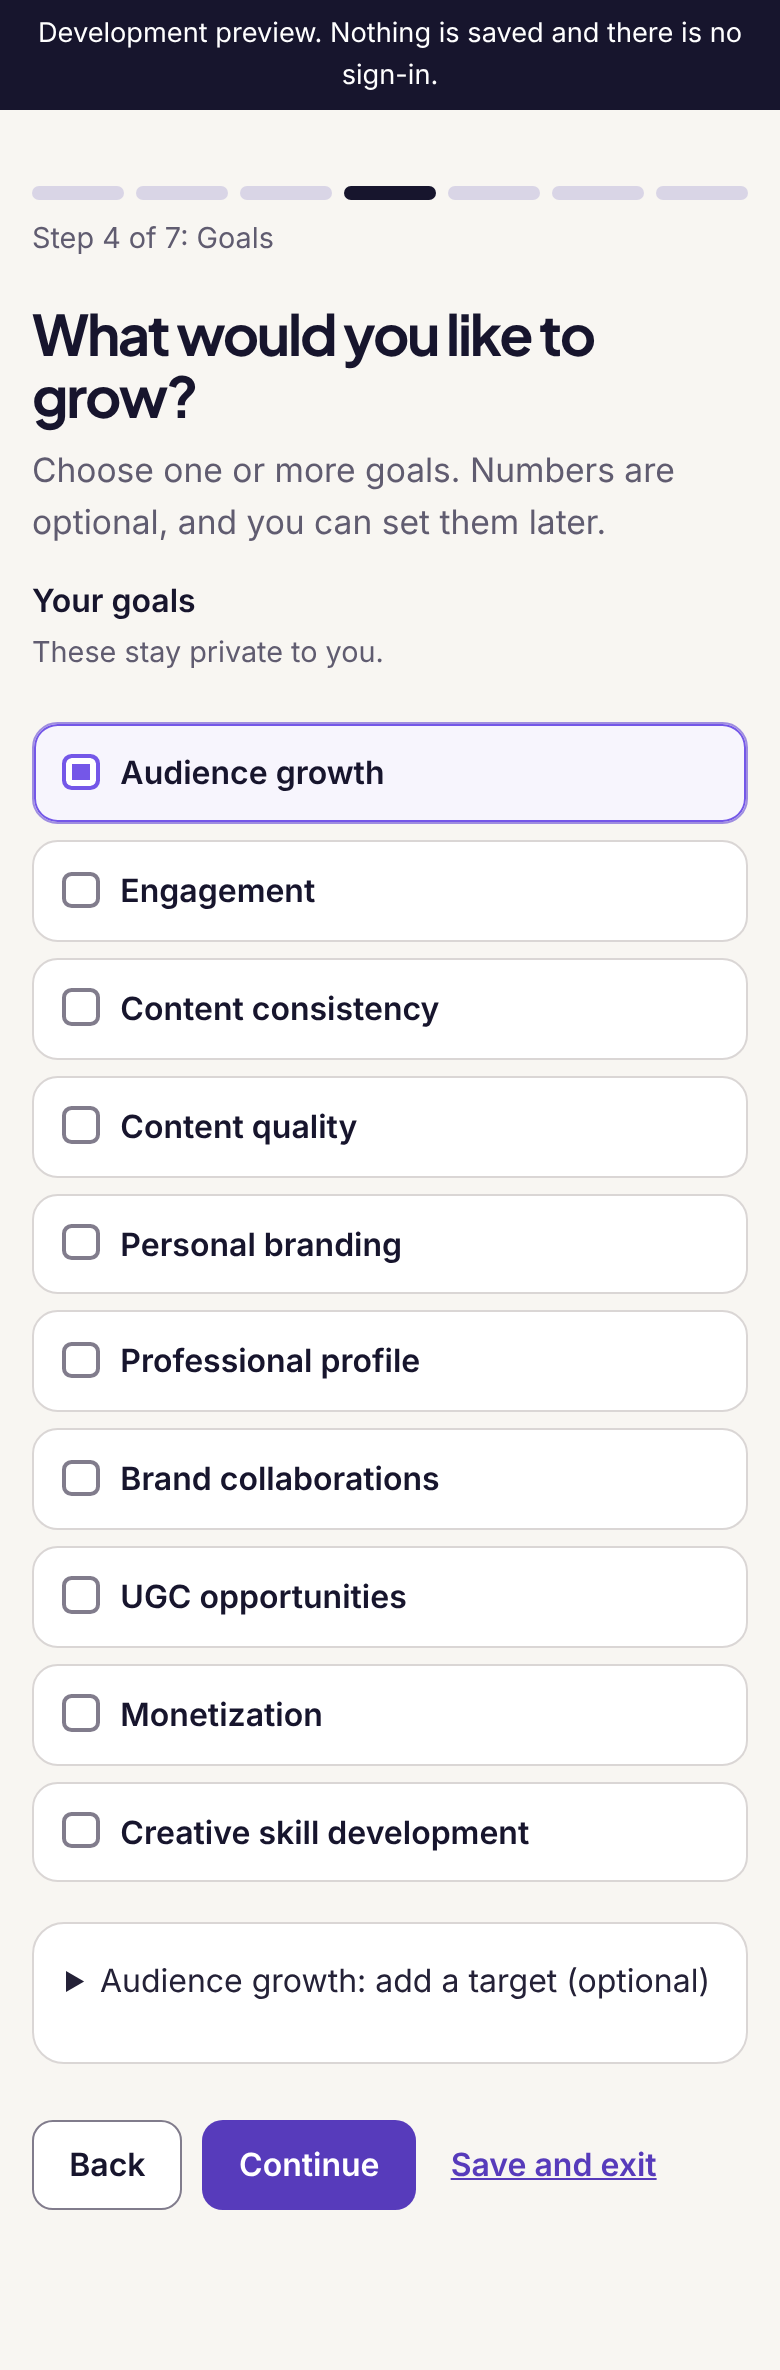 Development preview. Nothing is saved and there is no
sign-in.
Step 4 of 7: Goals
What would you like to
grow?
Choose one or more goals. Numbers are
optional, and you can set them later.
Your goals
These stay private to you.
Audience growth
Engagement
Content consistency
Content quality
Personal branding
Professional profile
Brand collaborations
UGC opportunities
Monetization
Creative skill development
Audience growth: add a target (optional)
Back Continue Save and exit